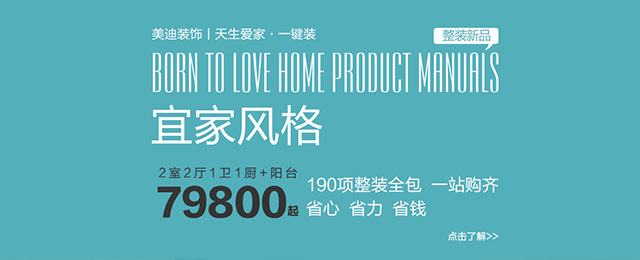 美迪装饰丨天生爱家·一键装
整装新品
BORN TO LOVE HOME PRODUCT MANUALS
宜家风格
2室2厅1卫1厨+阳台
79800起
190项整装全包 一站购齐
省心 省力 省钱
点击了解>>